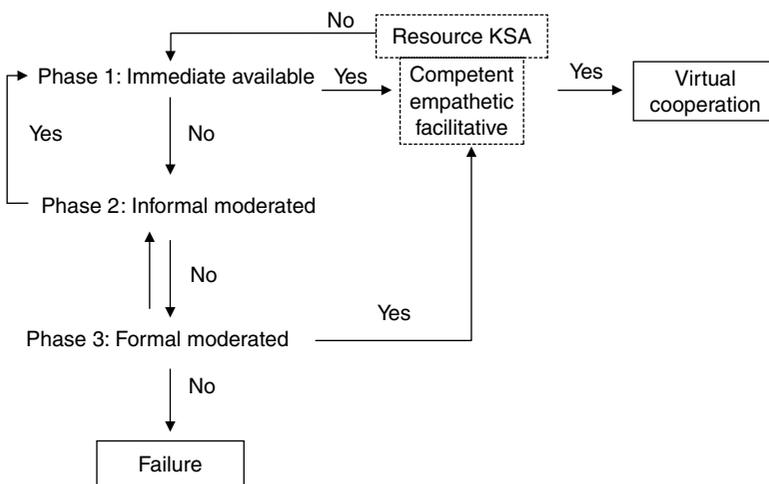 No
Resource KSA
Phase 1: Immediate available
Yes
Competent
empathetic
facilitative
Yes
Virtual
cooperation
Yes
No
Phase 2: Informal moderated
No
Yes
Phase 3: Formal moderated
No
Failure